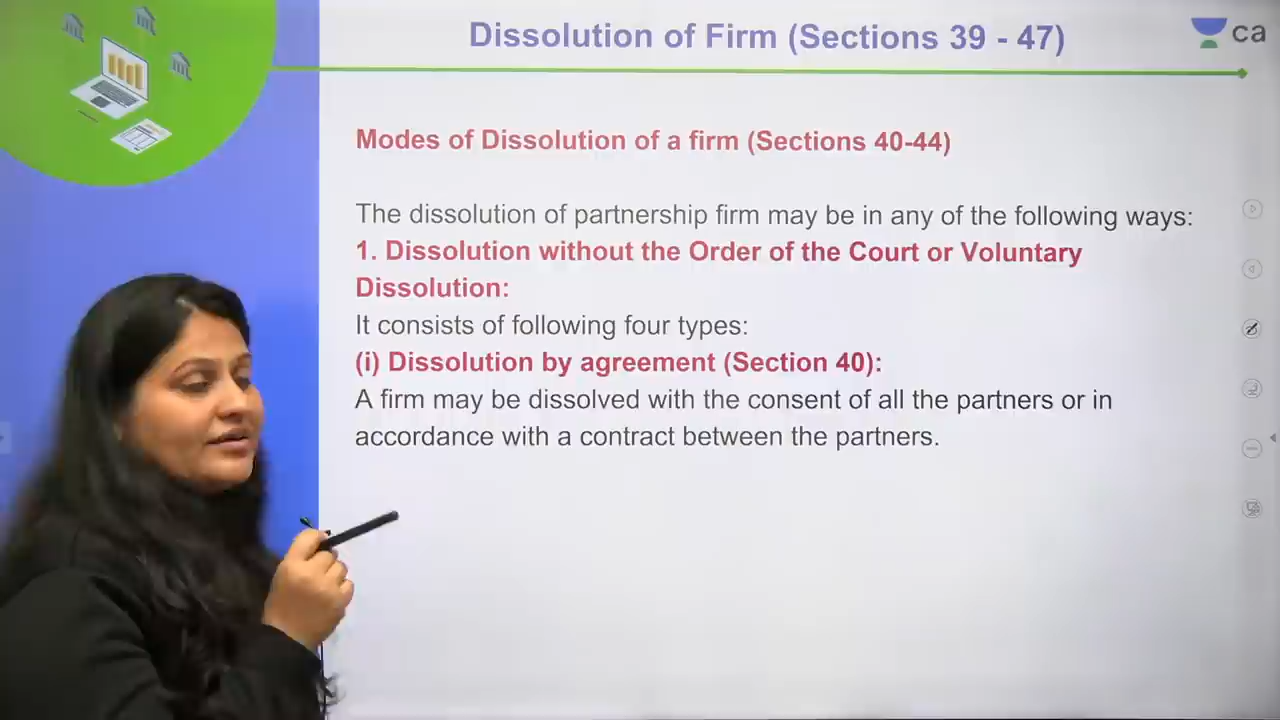 Dissolution of Firm (Sections 39 - 47)
ca
Modes of Dissolution of a firm (Sections 40-44)
The dissolution of partnership firm may be in any of the following ways:
1. Dissolution without the Order of the Court or Voluntary
Dissolution:
It consists of following four types:
(i) Dissolution by agreement (Section 40):
A firm may be dissolved with the consent of all the partners or in
accordance with a contract between the partners.